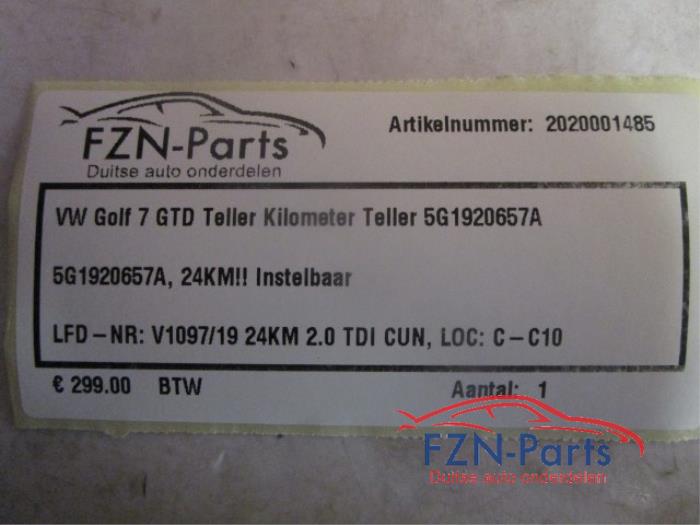 FZN-Parts
Duitse auto onderdelen
Artikelnummer: 2020001485
VW Golf 7 GTD Teller Kilometer Teller 5G1920657A
5G1920657A, 24KM!! Instelbaar
LFD-NR: V1097/19 24KM 2.0 TDI CUN, LOC: C-C10
€ 299.00 BTW Aantal: 1
FZN-Parts
Duitse auto onderdelen